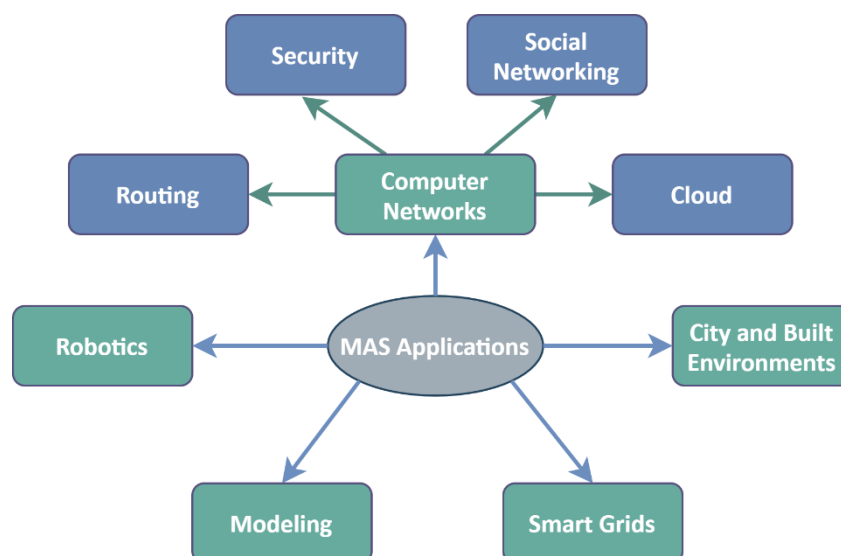 Security
Social
Networking
Routing
Computer
Networks
Cloud
Robotics
MAS Applications
City and Built
Environments
Modeling
Smart Grids